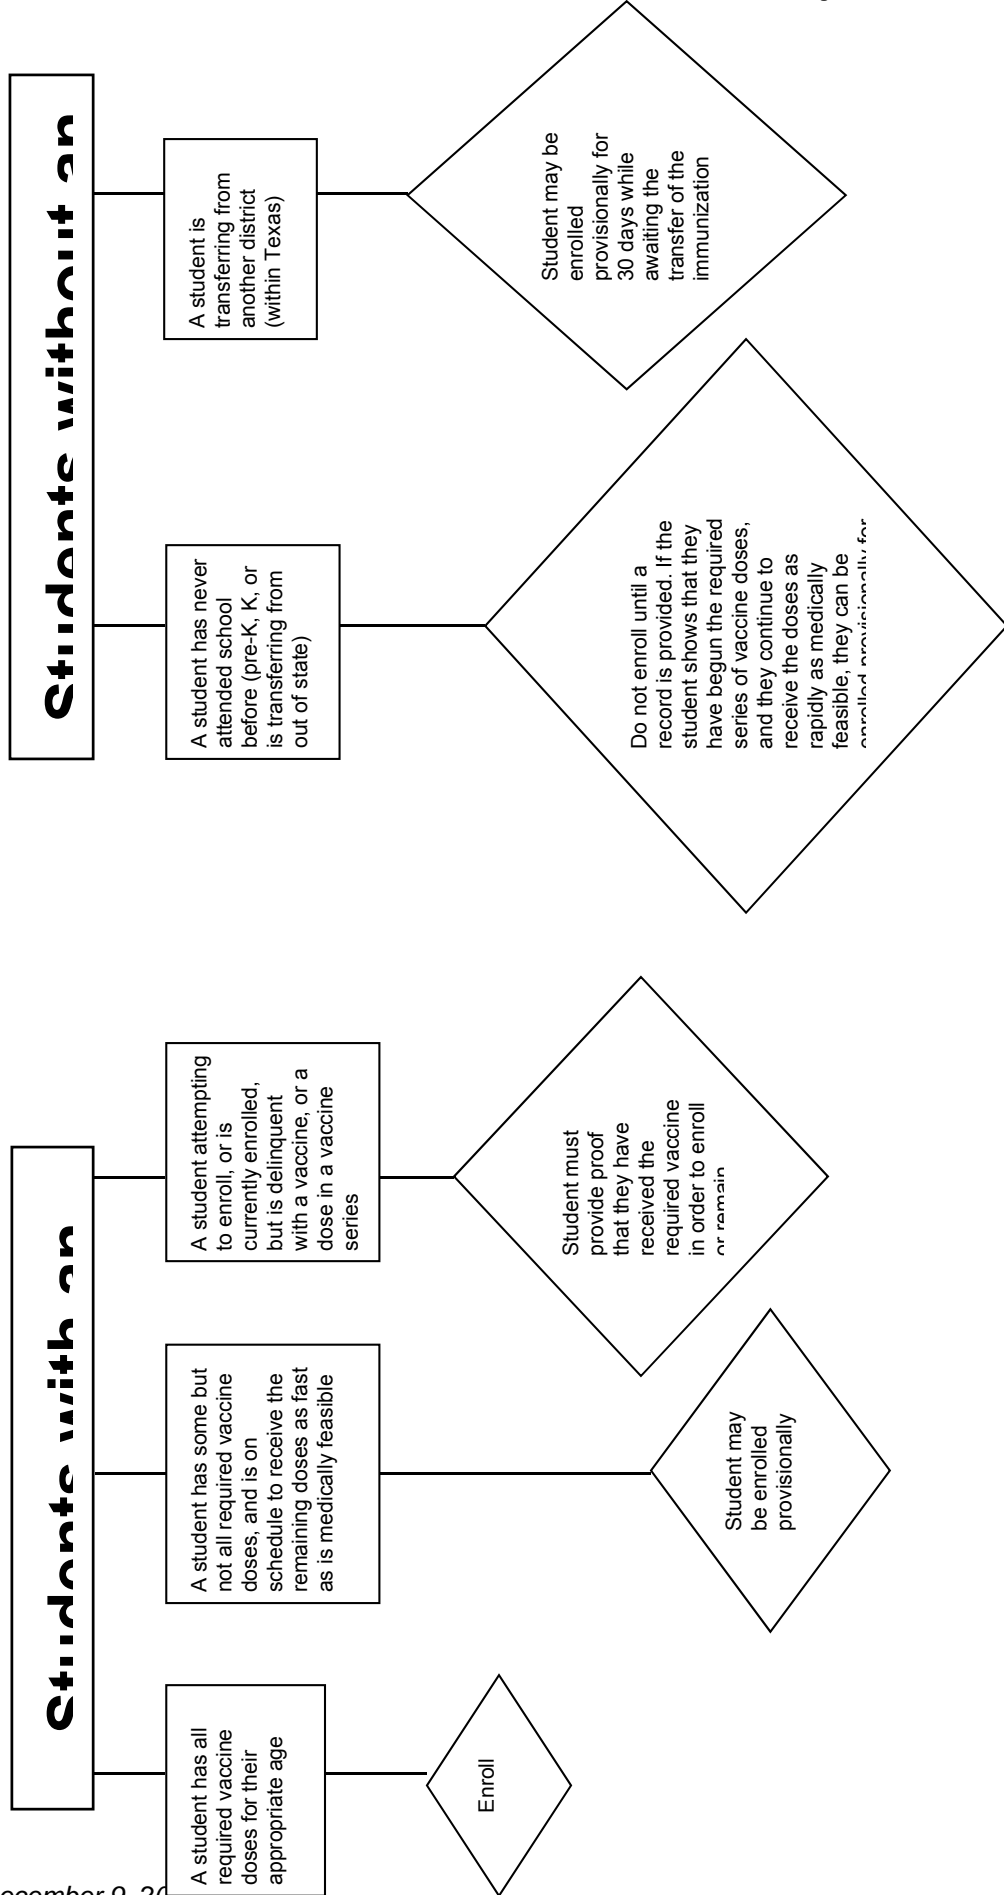 Students with an
A student has all
required vaccine
doses for their
appropriate age
Enroll
A student has some but
not all required vaccine
doses, and is on
schedule to receive the
remaining doses as fast
as is medically feasible
Student may
be enrolled
provisionally
A student attempting
to enroll, or is
currently enrolled,
but is delinquent
with a vaccine, or a
dose in a vaccine
series
Student must
provide proof
that they have
received the
required vaccine
in order to enroll
or remain
Students without an
A student has never
attended school
before (pre-K, K, or
is transferring from
out of state)
Do not enroll until a
record is provided. If the
student shows that they
have begun the required
series of vaccine doses,
and they continue to
receive the doses as
rapidly as medically
feasible, they can be
enrolled provisionally for
A student is
transferring from
another district
(within Texas)
Student may be
enrolled
provisionally for
30 days while
awaiting the
transfer of the
immunization
ecember 9, 20